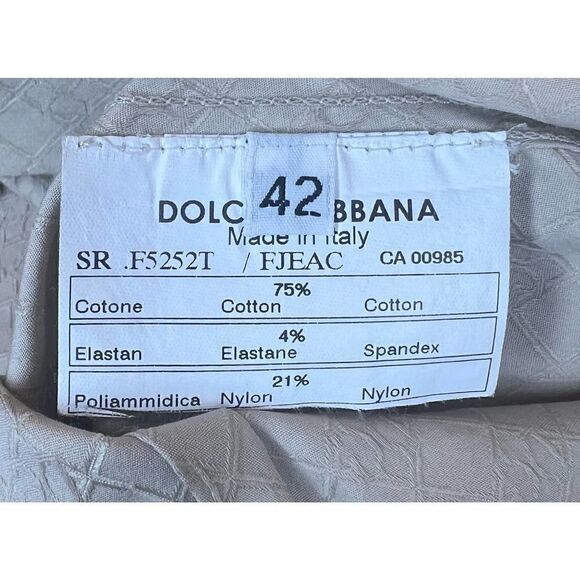 42
DOLC BBANA
Made in Italy
SR .F5252T / FJEAC CA 00985
75%
Cotone Cotton Cotton
4%
Elastan Elastane Spandex
21%
Poliammidica Nylon Nylon